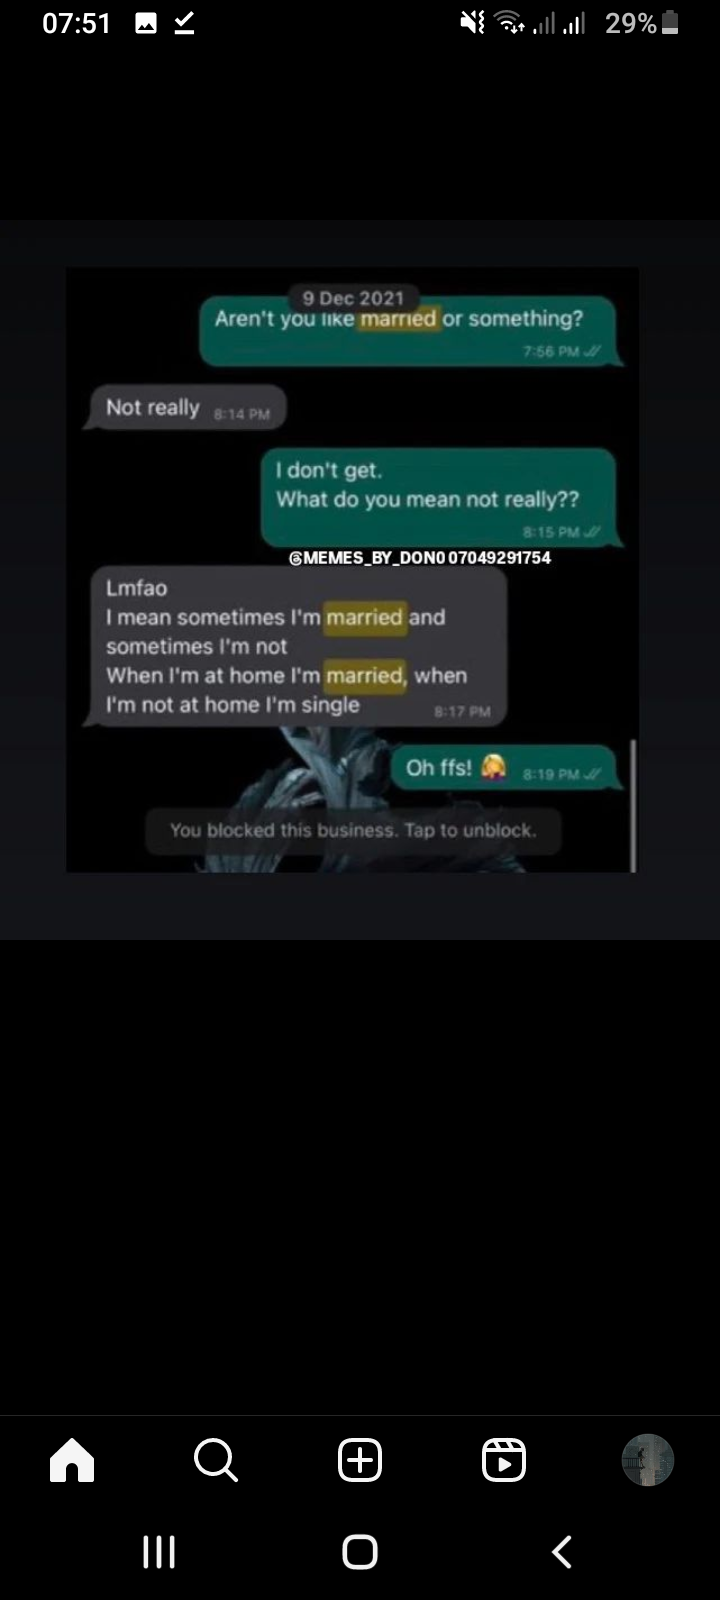 07:51
29%
9 Dec 2021
Aren't you like married or something?
7:56 PM
Not really 8:14 PM
I don't get.
What do you mean not really??
8:15 PM
@MEMES_BY_DON0 07049291754
Lmfao
I mean sometimes I'm married and
sometimes I'm not
When I'm at home I'm married, when
I'm not at home I'm single 8:17 PM
Oh ffs! 🤦‍♀️ 8:19 PM
You blocked this business. Tap to unblock.